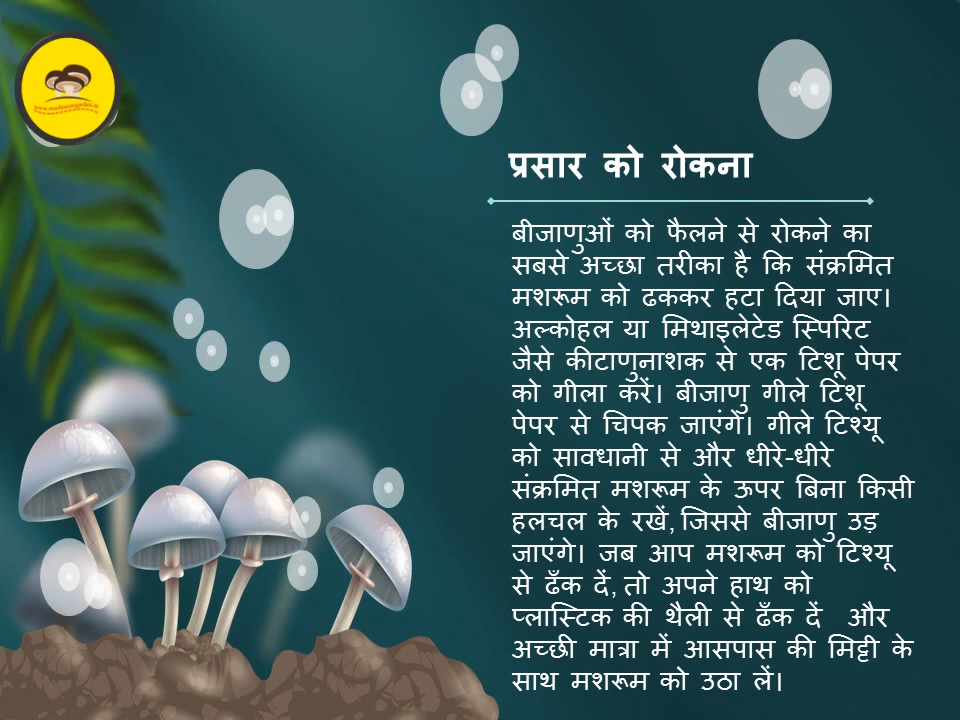 प्रसार को रोकना
बीजाणुओं को फैलने से रोकने का
सबसे अच्छा तरीका है कि संक्रमित
मशरूम को ढककर हटा दिया जाए।
अल्कोहल या मिथाइलेटेड स्पिरिट
जैसे कीटाणुनाशक से एक टिशू पेपर
को गीला करें। बीजाणु गीले टिशू
पेपर से चिपक जाएंगे। गीले टिश्यू
को सावधानी से और धीरे-धीरे
संक्रमित मशरूम के ऊपर बिना किसी
हलचल के रखें, जिससे बीजाणु उड़
जाएंगे। जब आप मशरूम को टिश्यू
से ढँक दें, तो अपने हाथ को
प्लास्टिक की थैली से ढँक दें और
अच्छी मात्रा में आसपास की मिट्टी के
साथ मशरूम को उठा लें।